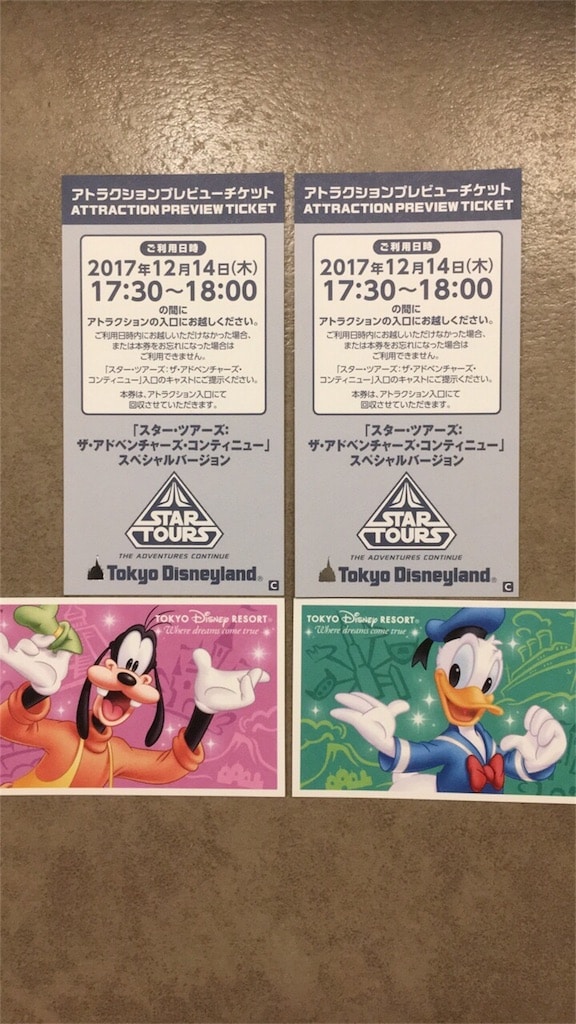 アトラクションプレビューチケット
ATTRACTION PREVIEW TICKET
ご利用日時
2017年12月14日(木)
17:30～18:00
の間に
アトラクションの入口にお越しください。
ご利用日時内にお越しいただけなかった場合、
または本券をお忘れになった場合は
ご利用できません。
「スター・ツアーズ:ザ・アドベンチャーズ・
コンティニュー」入口のキャストにご提示ください。
本券は、アトラクション入口にて
回収させていただきます。
「スター・ツアーズ:
ザ・アドベンチャーズ・コンティニュー」
スペシャルバージョン
STAR
TOURS
THE ADVENTURES CONTINUE
Tokyo Disneyland®
C
アトラクションプレビューチケット
ATTRACTION PREVIEW TICKET
ご利用日時
2017年12月14日(木)
17:30～18:00
の間に
アトラクションの入口にお越しください。
ご利用日時内にお越しいただけなかった場合、
または本券をお忘れになった場合は
ご利用できません。
「スター・ツアーズ:ザ・アドベンチャーズ・
コンティニュー」入口のキャストにご提示ください。
本券は、アトラクション入口にて
回収させていただきます。
「スター・ツアーズ:
ザ・アドベンチャーズ・コンティニュー」
スペシャルバージョン
STAR
TOURS
THE ADVENTURES CONTINUE
Tokyo Disneyland®
C
TOKYO Disney RESORT®
Where dreams come true
TOKYO Disney RESORT®
Where dreams come true